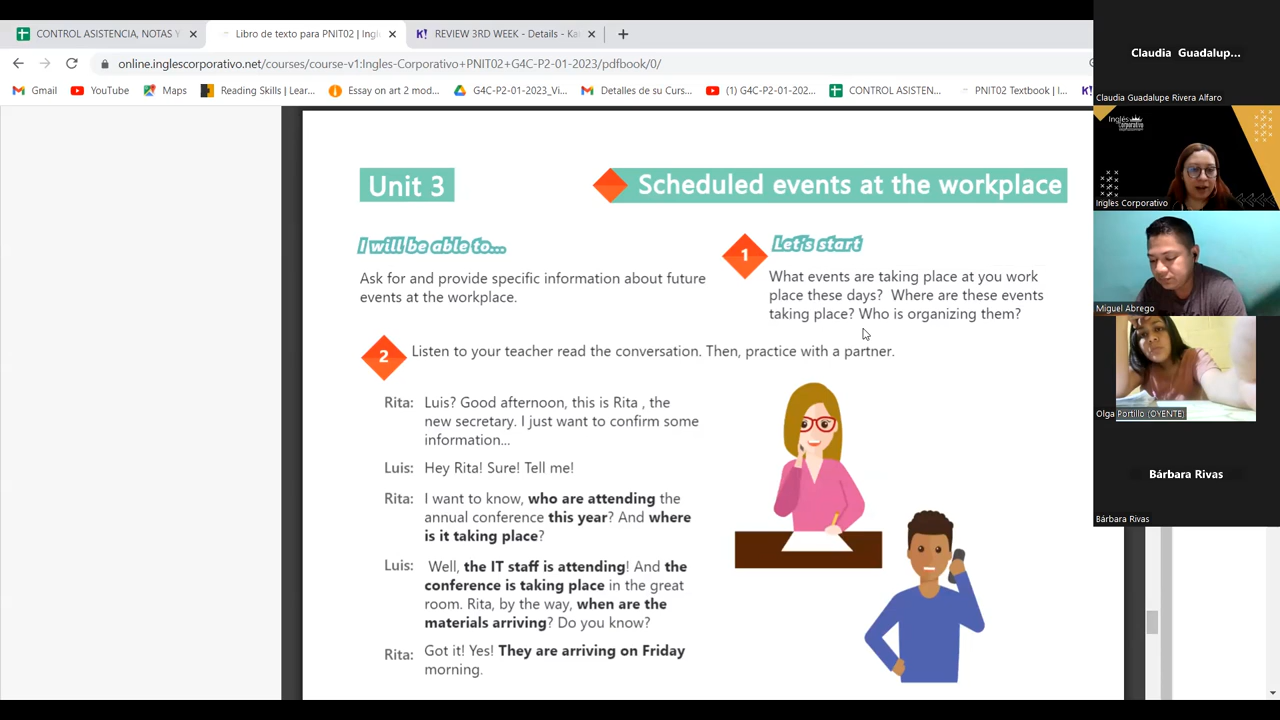 CONTROL ASISTENCIA, NOTAS Y
Libro de texto para PNIT02 | Ingl
REVIEW 3RD WEEK - Details - Ka
online.inglescorporativo.net/courses/course-v1:Ingles-Corporativo+PNIT02+G4C-P2-01-2023/pdfbook/0/
Gmail
YouTube
Maps
Reading Skills | Lear...
Essay on art 2 mod...
G4C-P2-01-2023_Vi...
Detalles de su Curs...
(1) G4C-P2-01-202...
CONTROL ASISTEN...
PNIT02 Textbook | I...
Unit 3
Scheduled events at the workplace
I will be able to...
Ask for and provide specific information about future
events at the workplace.
1
Let's start
What events are taking place at you work
place these days? Where are these events
taking place? Who is organizing them?
2
Listen to your teacher read the conversation. Then, practice with a partner.
Rita: Luis? Good afternoon, this is Rita , the
new secretary. I just want to confirm some
information...
Luis: Hey Rita! Sure! Tell me!
Rita: I want to know, who are attending the
annual conference this year? And where
is it taking place?
Luis: Well, the IT staff is attending! And the
conference is taking place in the great
room. Rita, by the way, when are the
materials arriving? Do you know?
Rita: Got it! Yes! They are arriving on Friday
morning.
Claudia Guadalup...
Claudia Guadalupe Rivera Alfaro
Inglés
Corporativo
Ingles Corporativo
Miguel Abrego
Olga Portillo (OYENTE)
Bárbara Rivas
Bárbara Rivas